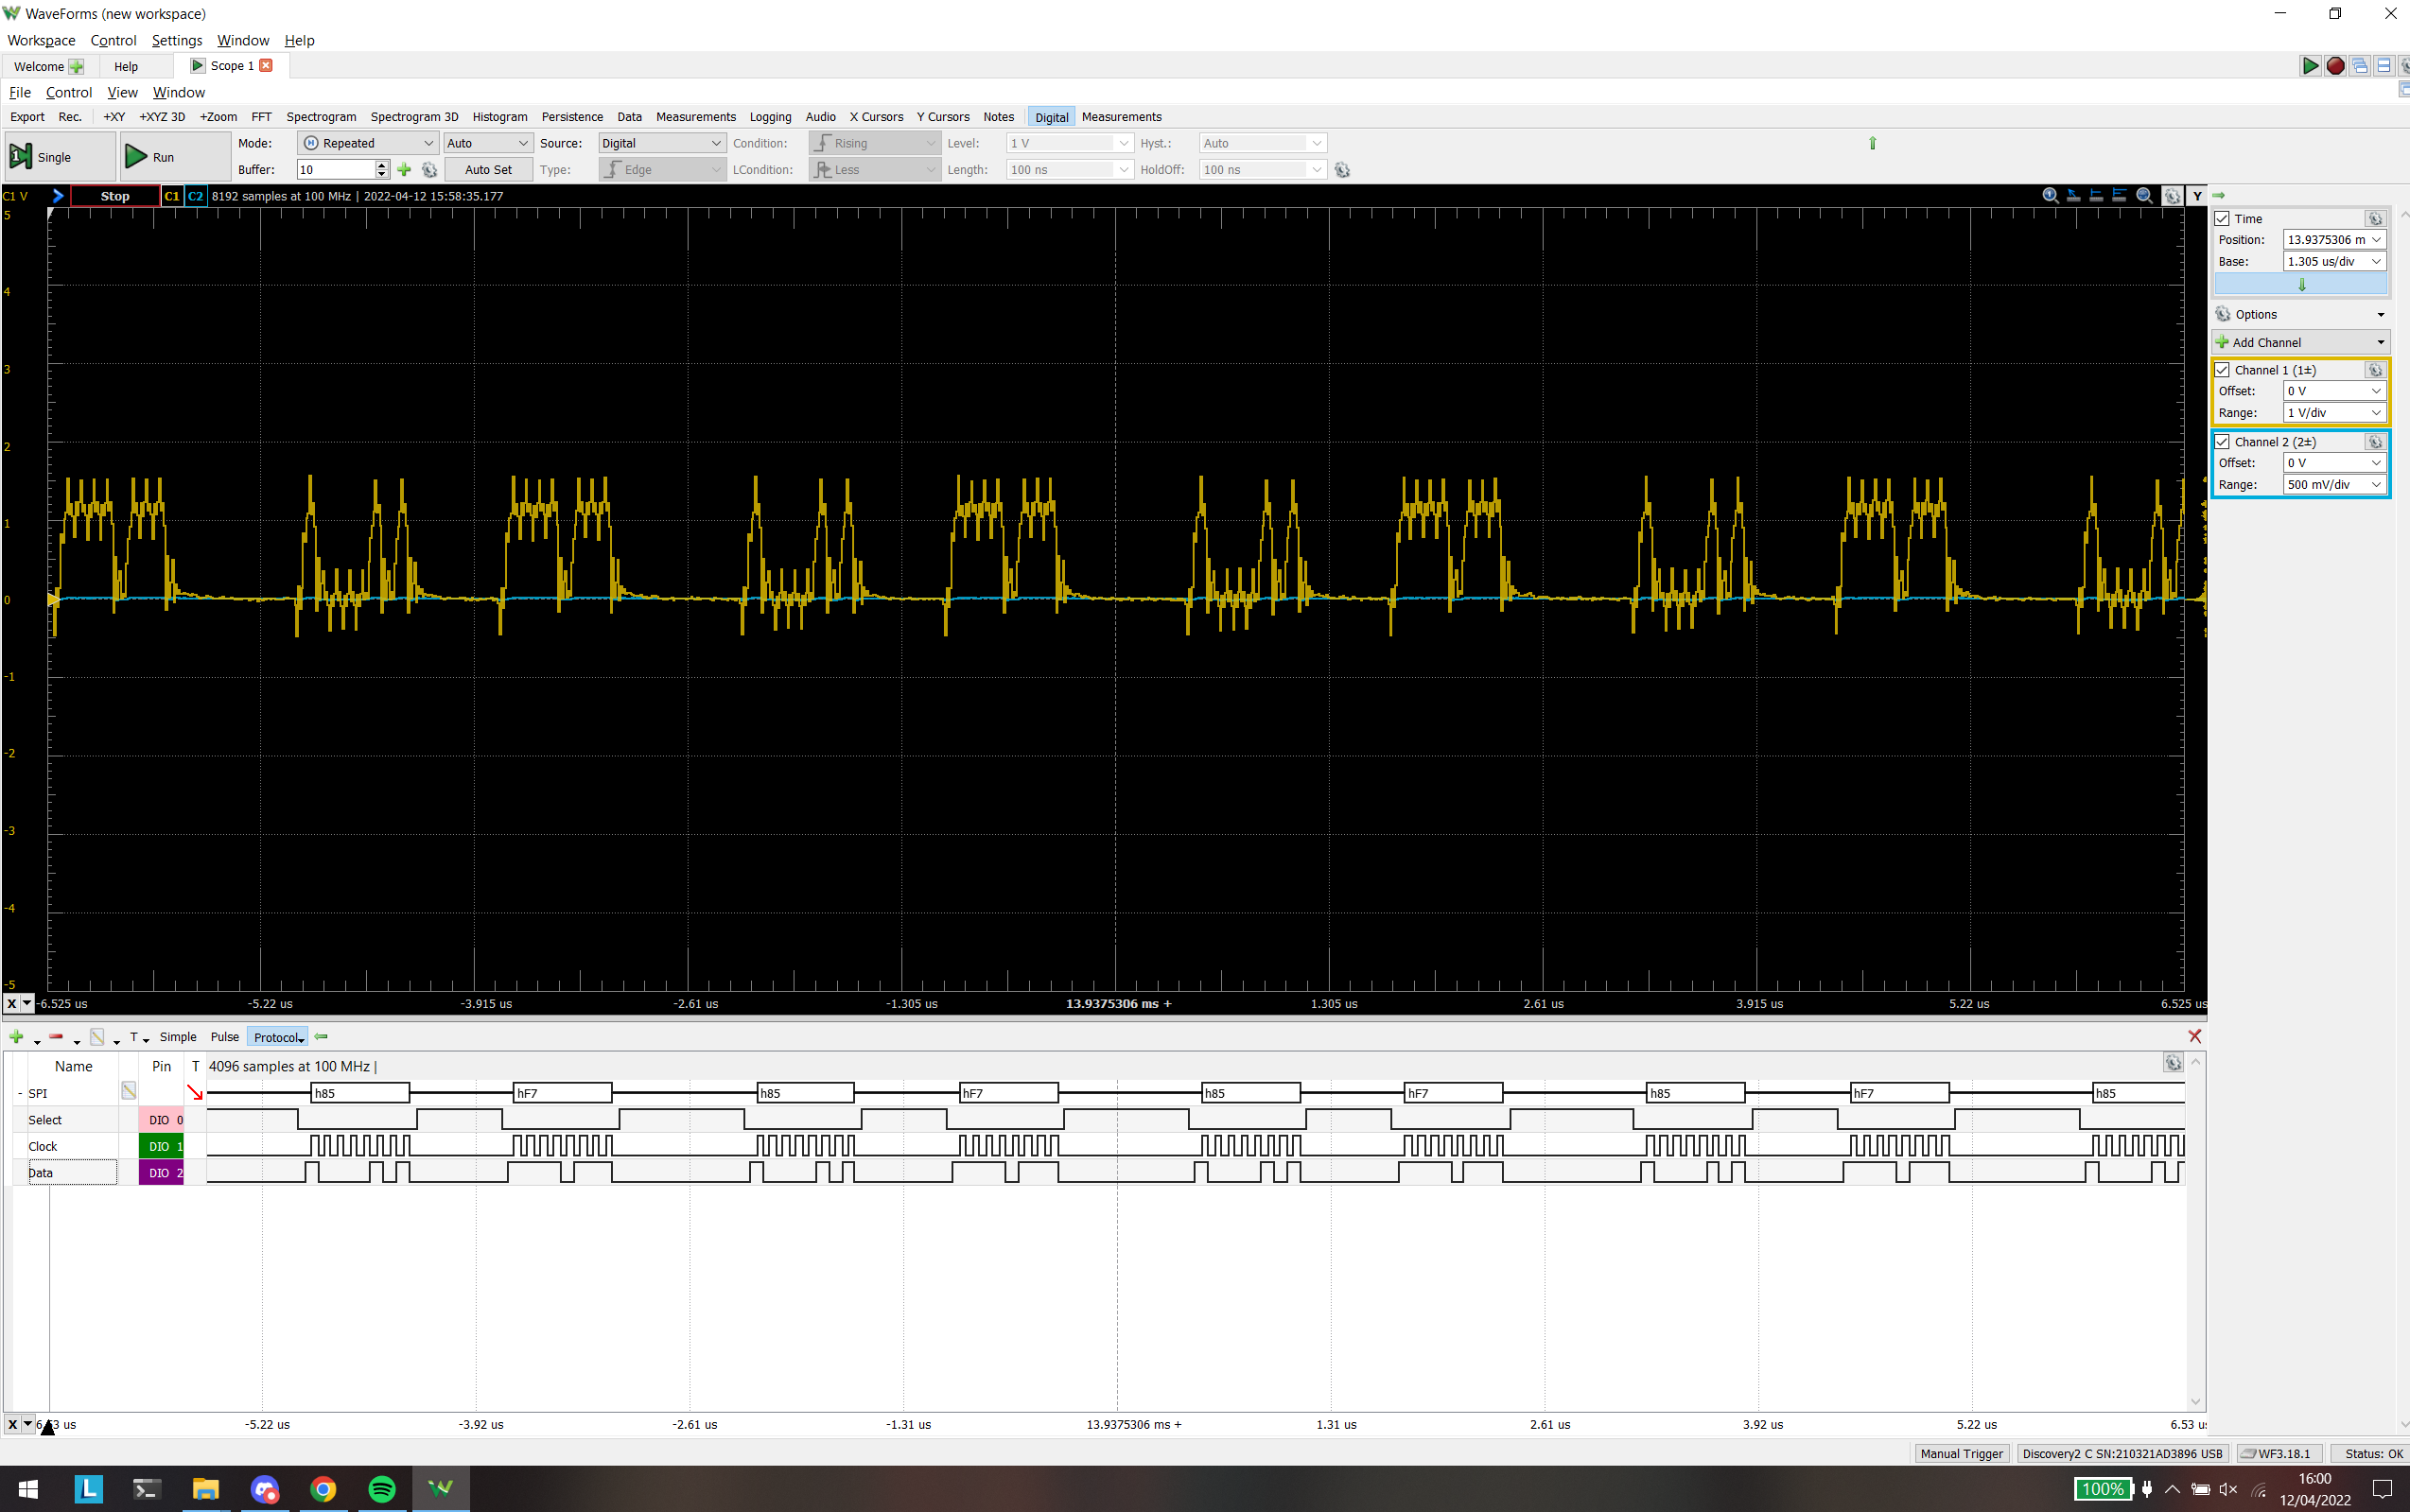 WaveForms (new workspace)
Workspace Control Settings Window Help
Welcome Help Scope 1
File Control View Window
Export Rec. +XY +XYZ 3D +Zoom FFT Spectrogram Spectrogram 3D Histogram Persistence Data Measurements Logging Audio X Cursors Y Cursors Notes Digital Measurements
Single Run Mode: Repeated Auto Source: Digital Condition: Rising Level: 1 V Hyst.: Auto
Buffer: 10 Auto Set Type: Edge LCondition: Less Length: 100 ns HoldOff: 100 ns
C1 V Stop C1 C2 8192 samples at 100 MHz | 2022-04-12 15:58:35.177 Y
5
4
3
2
1
0
-1
-2
-3
-4
-5
X -6.525 us -5.22 us -3.915 us -2.61 us -1.305 us 13.9375306 ms + 1.305 us 2.61 us 3.915 us 5.22 us 6.525 us
Time
Position: 13.9375306 m
Base: 1.305 us/div
Options
Add Channel
Channel 1 (1±)
Offset: 0 V
Range: 1 V/div
Channel 2 (2±)
Offset: 0 V
Range: 500 mV/div
T Simple Pulse Protocol
Name Pin T 4096 samples at 100 MHz |
- SPI h85 hF7 h85 hF7 h85 hF7 h85 hF7 h85
Select DIO 0
Clock DIO 1
Data DIO 2
X -5.22 us -3.92 us -2.61 us -1.31 us 13.9375306 ms + 1.31 us 2.61 us 3.92 us 5.22 us 6.53 us
Manual Trigger Discovery2 C SN:210321AD3896 USB WF3.18.1 Status: OK
L 100% 16:00
12/04/2022